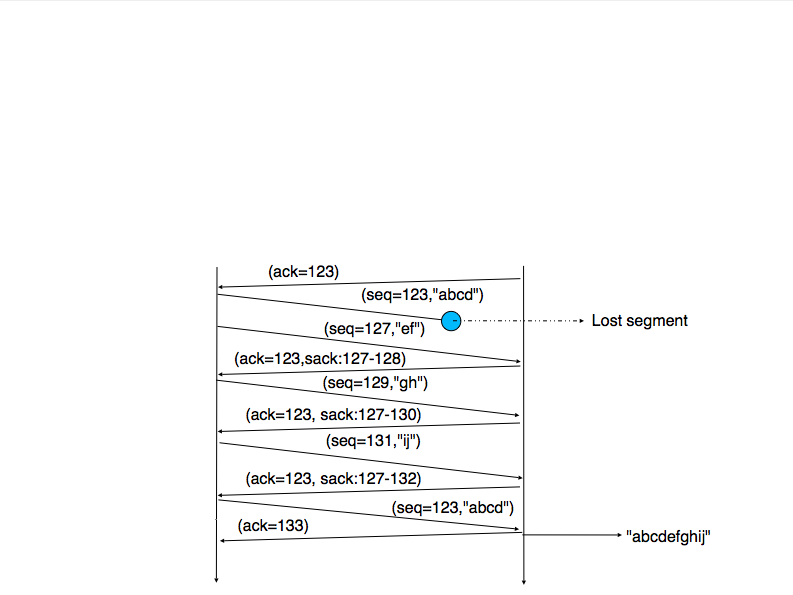 (ack=123)
(seq=123,"abcd")
Lost segment
(seq=127,"ef")
(ack=123,sack:127-128)
(seq=129,"gh")
(ack=123, sack:127-130)
(seq=131,"ij")
(ack=123, sack:127-132)
(seq=123,"abcd")
(ack=133)
"abcdefghij"